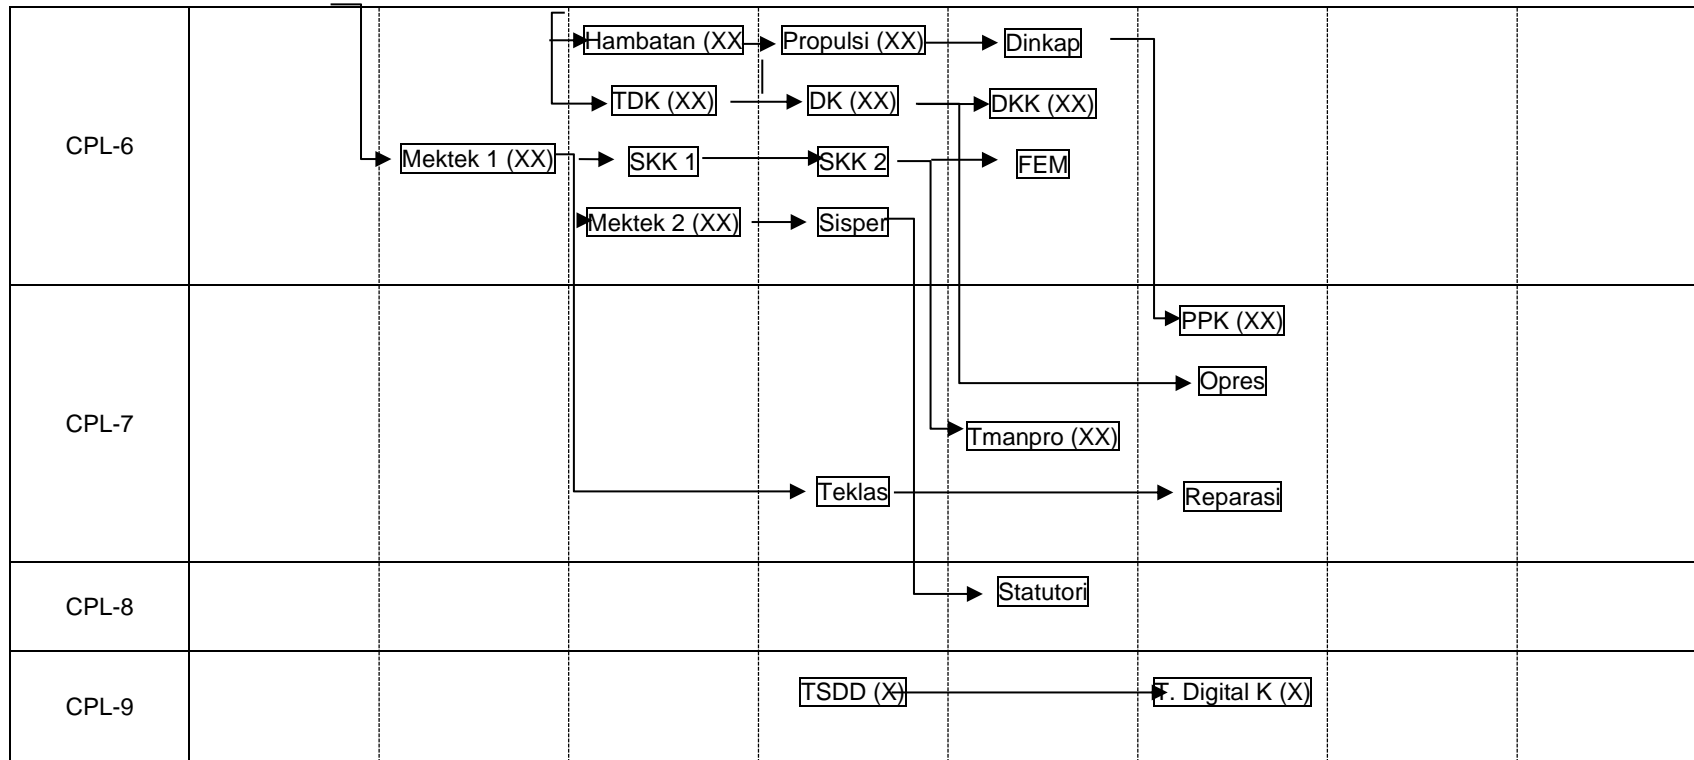 CPL-6
Hambatan (XX
Propulsi (XX)
Dinkap
TDK (XX)
DK (XX)
DKK (XX)
Mektek 1 (XX)
SKK 1
SKK 2
FEM
Mektek 2 (XX)
Sisper
CPL-7
PPK (XX)
Opres
Tmanpro (XX)
Teklas
Reparasi
CPL-8
Statutori
CPL-9
TSDD (X)
T. Digital K (X)